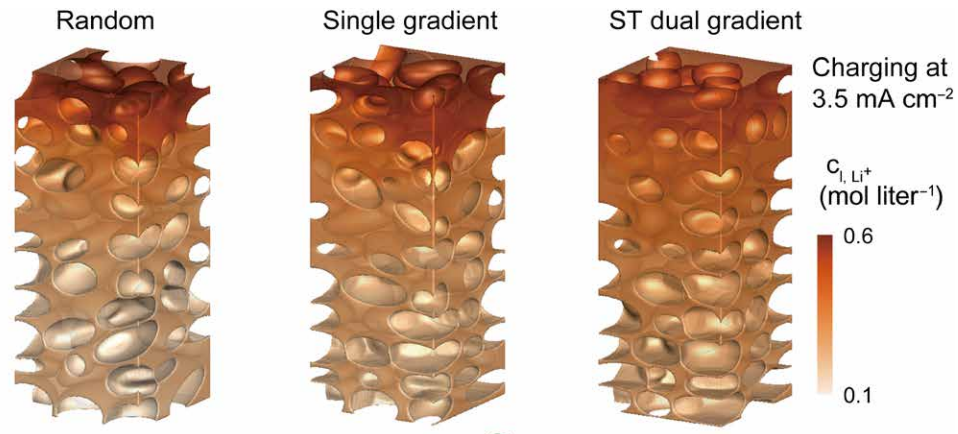 Random
Single gradient
ST dual gradient
Charging at
3.5 mA cm⁻²
c_l, Li⁺
(mol liter⁻¹)
0.6
0.1